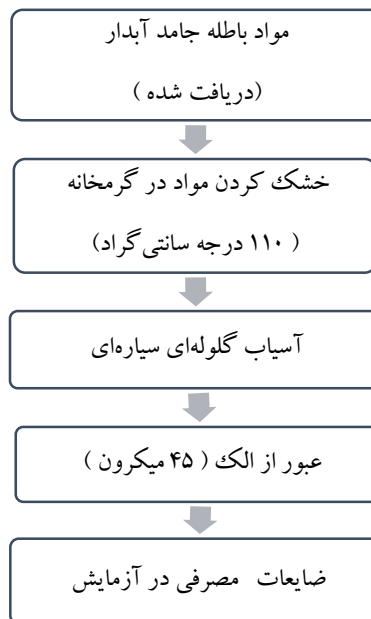 مواد باطله جامد آبدار
(دریافت شده )
خشک کردن مواد در گرمخانه
( ۱۱۰ درجه سانتی‌گراد)
آسیاب گلوله‌ای سیاره‌ای
عبور از الک ( ۴۵ میکرون )
ضایعات مصرفی در آزمایش